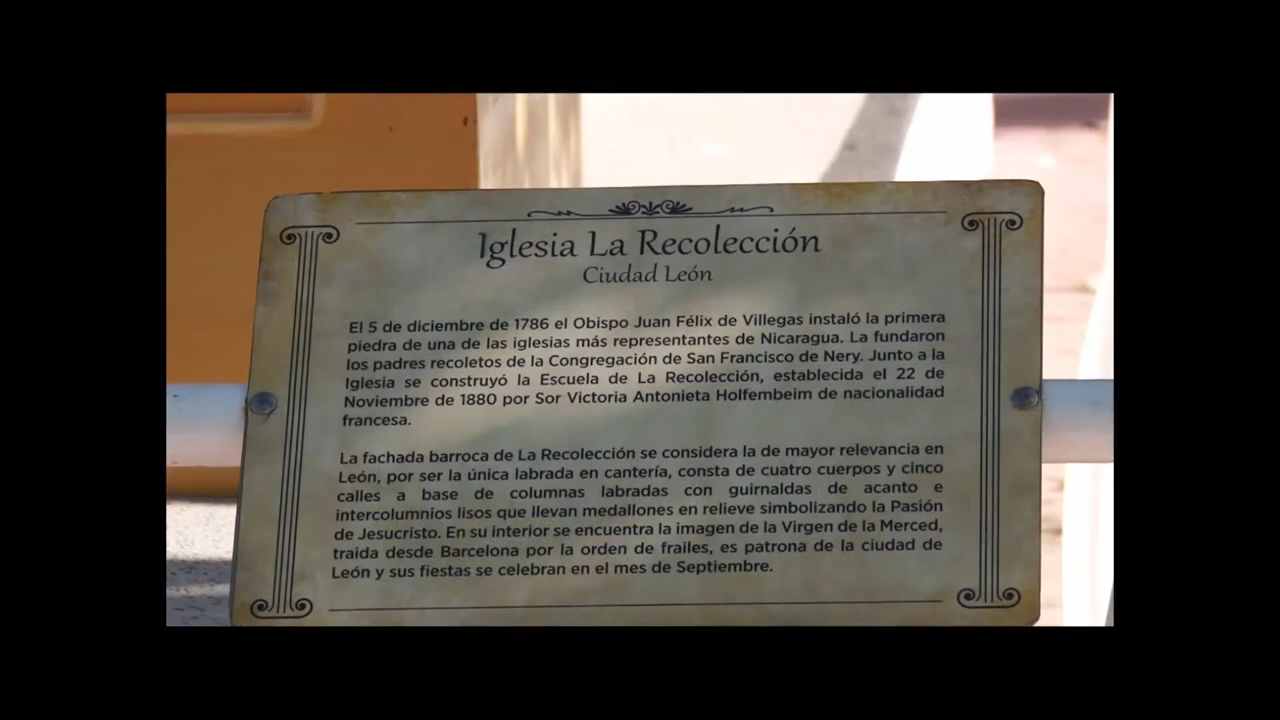 Iglesia La Recolección
Ciudad León
El 5 de diciembre de 1786 el Obispo Juan Félix de Villegas instaló la primera
piedra de una de las iglesias más representantes de Nicaragua. La fundaron
los padres recoletos de la Congregación de San Francisco de Nery. Junto a la
Iglesia se construyó la Escuela de La Recolección, establecida el 22 de
Noviembre de 1880 por Sor Victoria Antonieta Holfembeim de nacionalidad
francesa.
La fachada barroca de La Recolección se considera la de mayor relevancia en
León, por ser la única labrada en cantería, consta de cuatro cuerpos y cinco
calles a base de columnas labradas con guirnaldas de acanto e
intercolumnios lisos que llevan medallones en relieve simbolizando la Pasión
de Jesucristo. En su interior se encuentra la imagen de la Virgen de la Merced,
traida desde Barcelona por la orden de frailes, es patrona de la ciudad de
León y sus fiestas se celebran en el mes de Septiembre.